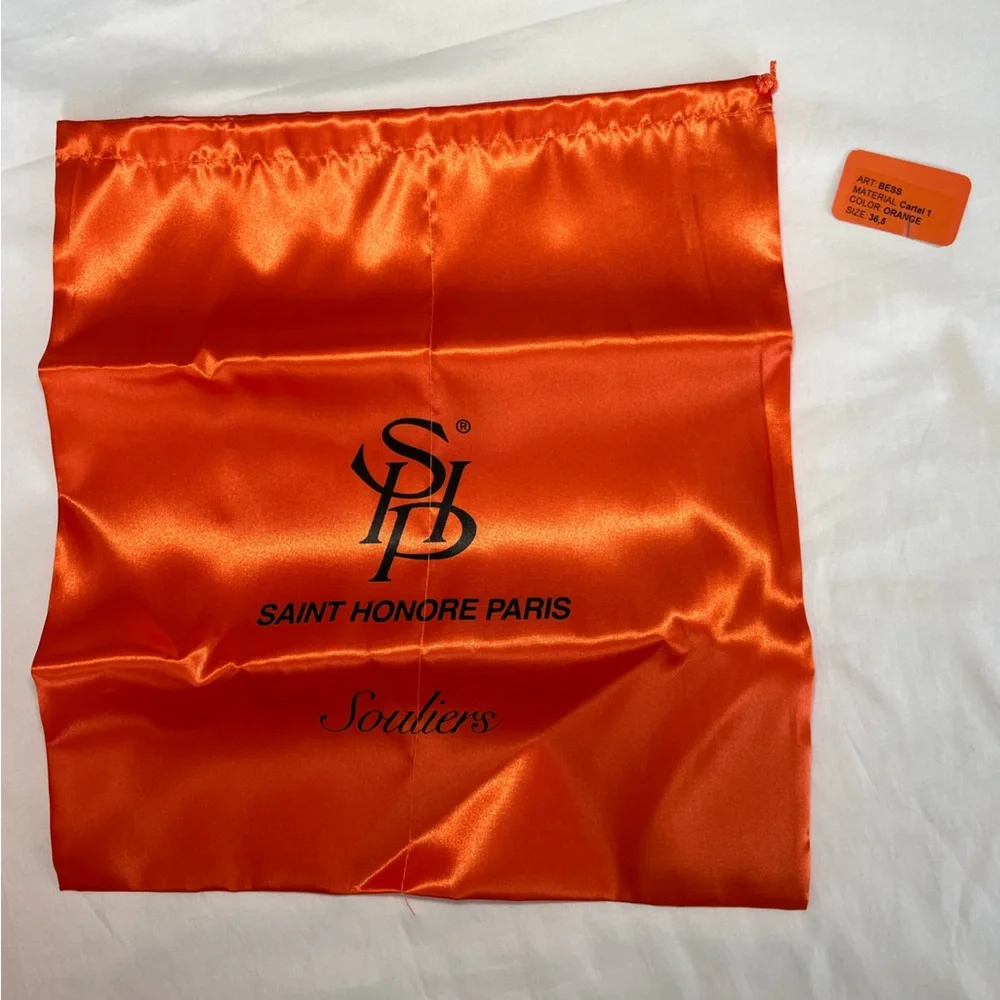 SHP®
SAINT HONORE PARIS
Souliers
ART: BESS
MATERIAL: Cartel 1
COLOR: ORANGE
SIZE: 36,5